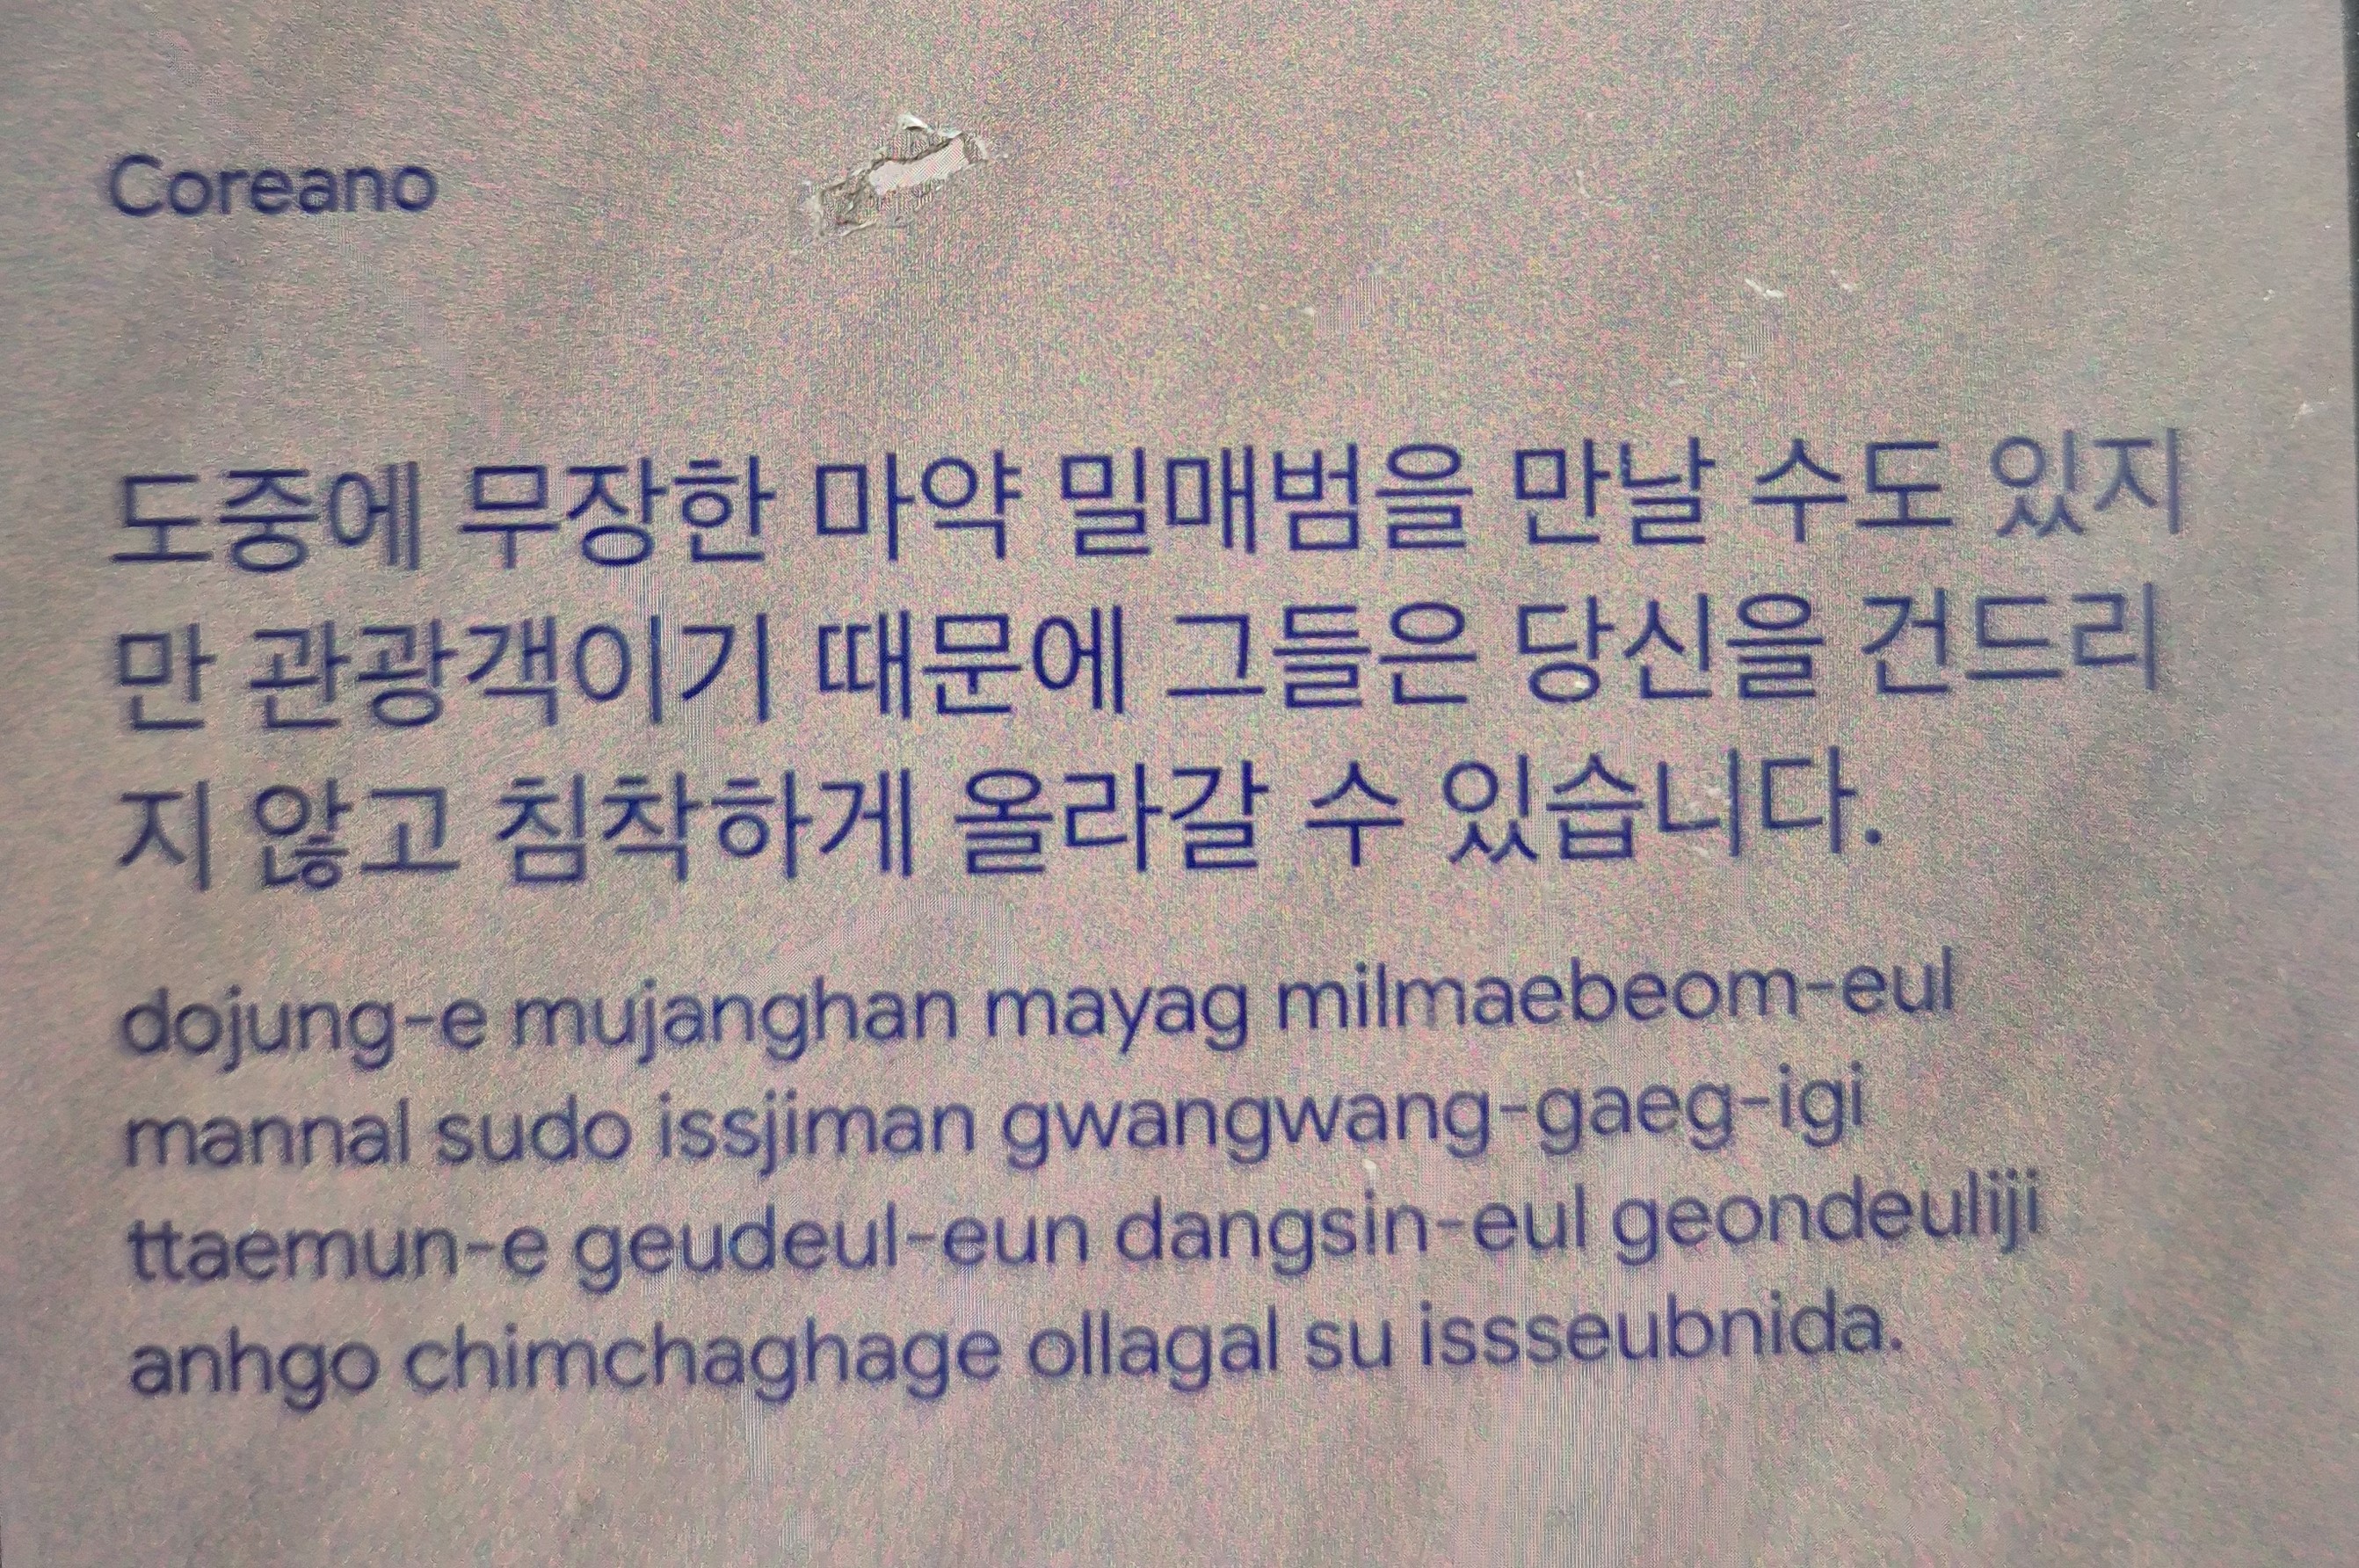 Coreano
도중에 무장한 마약 밀매범을 만날 수도 있지
만 관광객이기 때문에 그들은 당신을 건드리
지 않고 침착하게 올라갈 수 있습니다.
dojung-e mujanghan mayag milmaebeom-eul
mannal sudo issjiman gwangwang-gaeg-igi
ttaemun-e geudeul-eun dangsin-eul geondeuliji
anhgo chimchaghage ollagal su issseubnida.